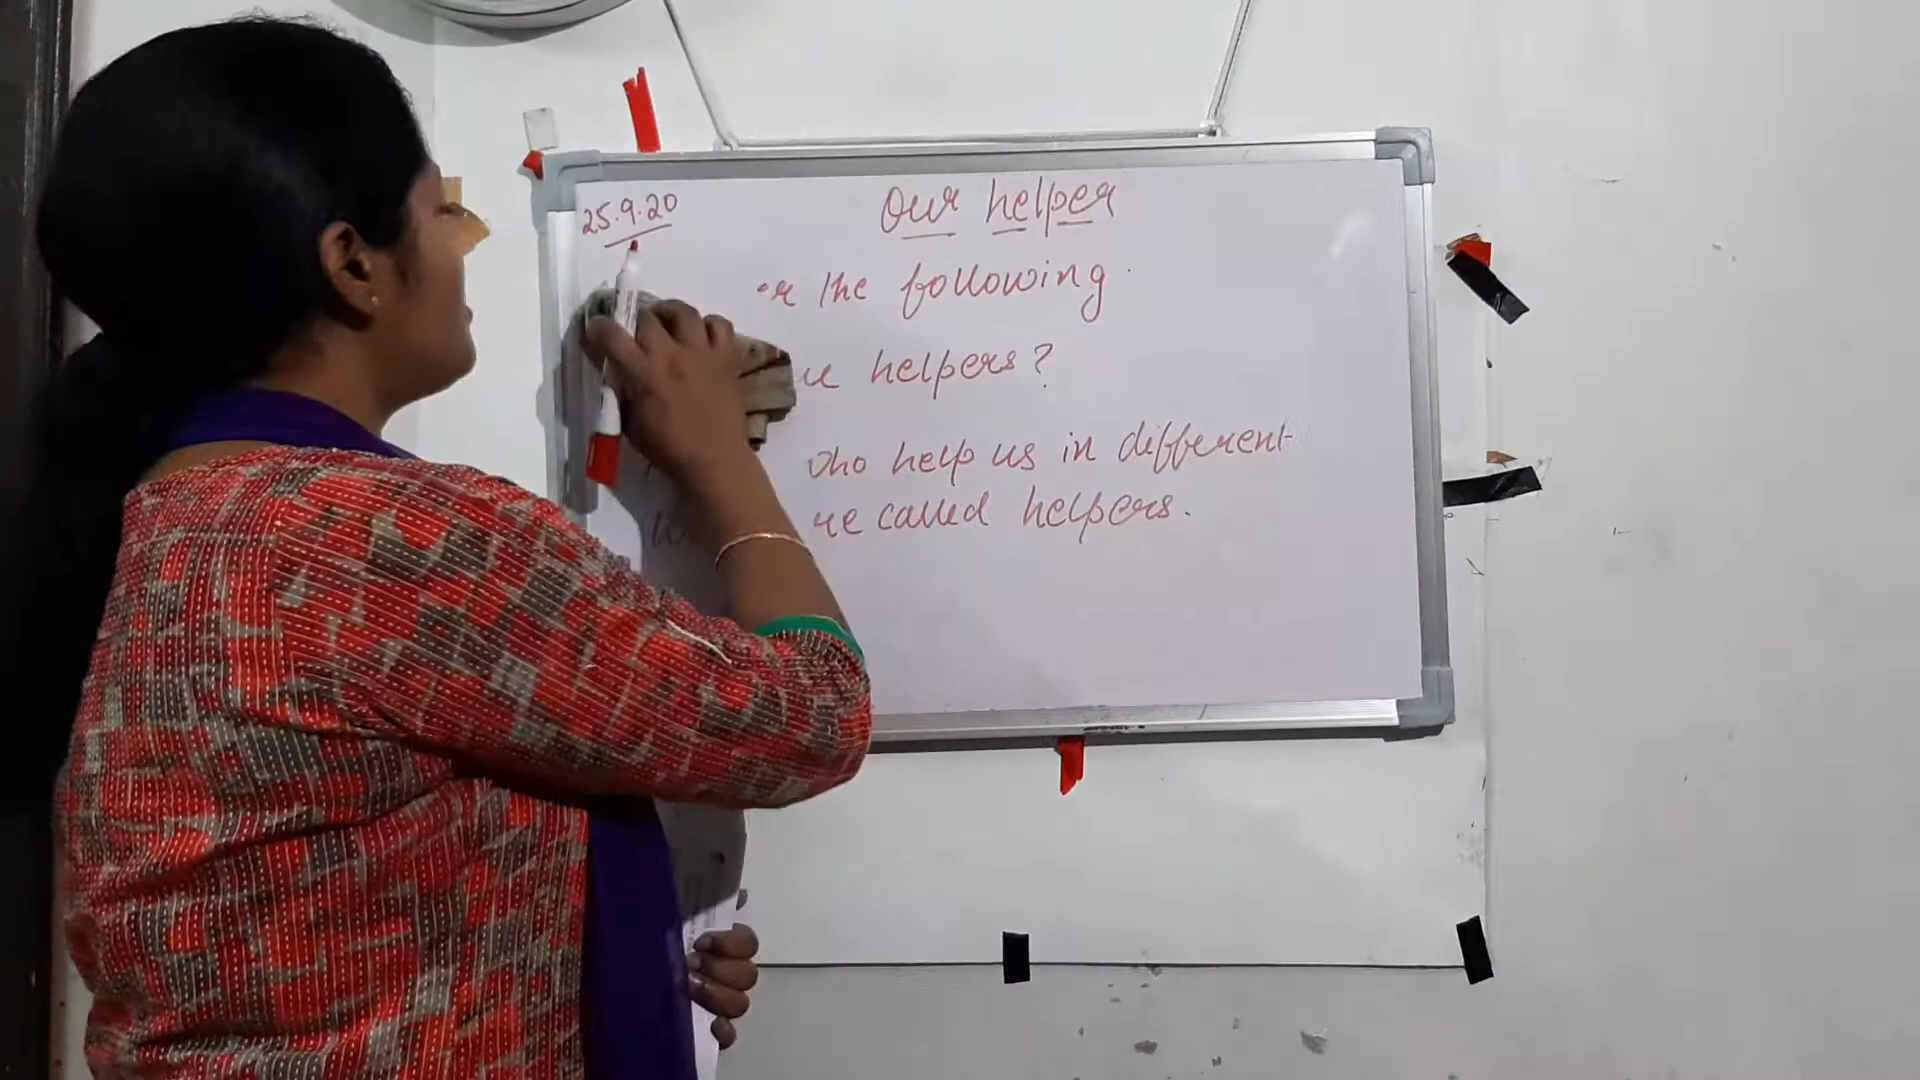 25.9.20
Our helper
the following.
helpers?
who help us in different
called helpers.